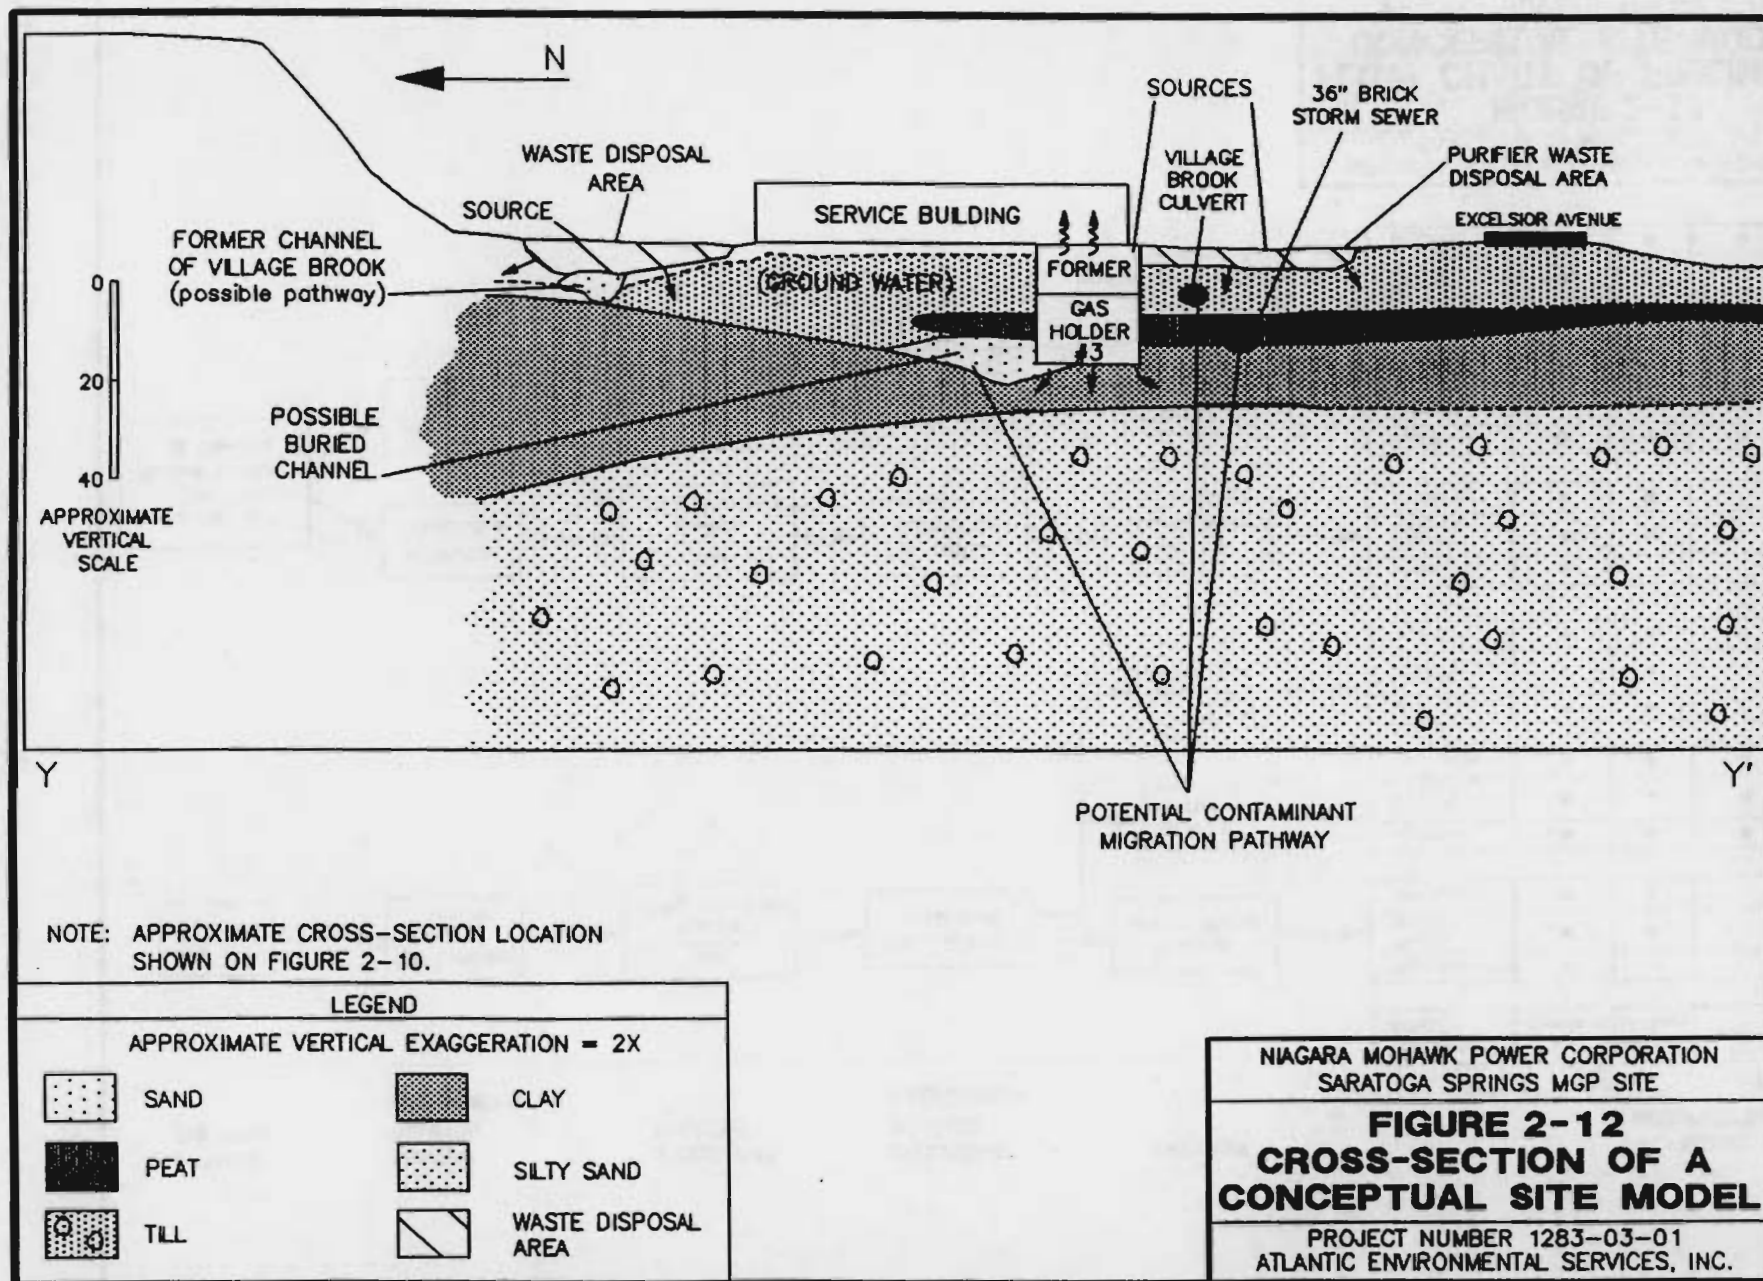 N
SOURCES
36" BRICK
STORM SEWER
WASTE DISPOSAL
AREA
VILLAGE
BROOK
CULVERT
PURIFIER WASTE
DISPOSAL AREA
SOURCE
SERVICE BUILDING
EXCELSIOR AVENUE
FORMER CHANNEL
OF VILLAGE BROOK
(possible pathway)
(GROUND WATER)
FORMER
GAS
HOLDER
#3
0
20
40
POSSIBLE
BURIED
CHANNEL
APPROXIMATE
VERTICAL
SCALE
Y
Y'
POTENTIAL CONTAMINANT
MIGRATION PATHWAY
NOTE: APPROXIMATE CROSS-SECTION LOCATION
SHOWN ON FIGURE 2-10.
LEGEND
APPROXIMATE VERTICAL EXAGGERATION = 2X
SAND
CLAY
PEAT
SILTY SAND
TILL
WASTE DISPOSAL
AREA
NIAGARA MOHAWK POWER CORPORATION
SARATOGA SPRINGS MGP SITE
FIGURE 2-12
CROSS-SECTION OF A
CONCEPTUAL SITE MODEL
PROJECT NUMBER 1283-03-01
ATLANTIC ENVIRONMENTAL SERVICES, INC.